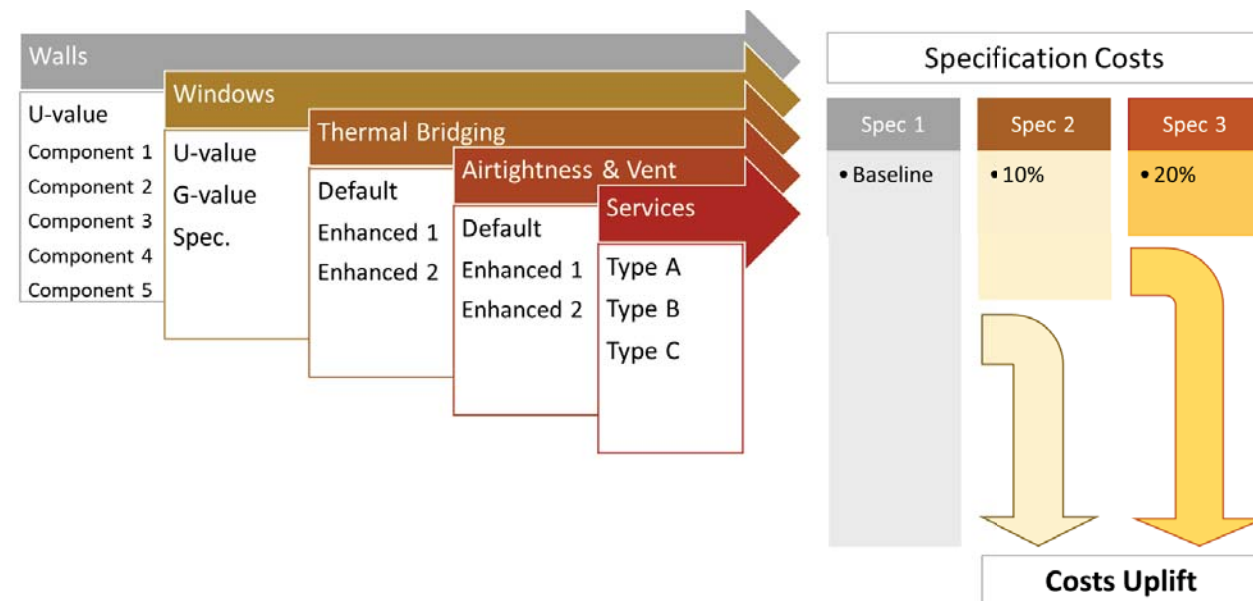 Walls
U-value
Component 1
Component 2
Component 3
Component 4
Component 5
Windows
U-value
G-value
Spec.
Thermal Bridging
Default
Enhanced 1
Enhanced 2
Airtightness & Vent
Default
Enhanced 1
Enhanced 2
Services
Type A
Type B
Type C
Specification Costs
Spec 1
• Baseline
Spec 2
• 10%
Spec 3
• 20%
Costs Uplift